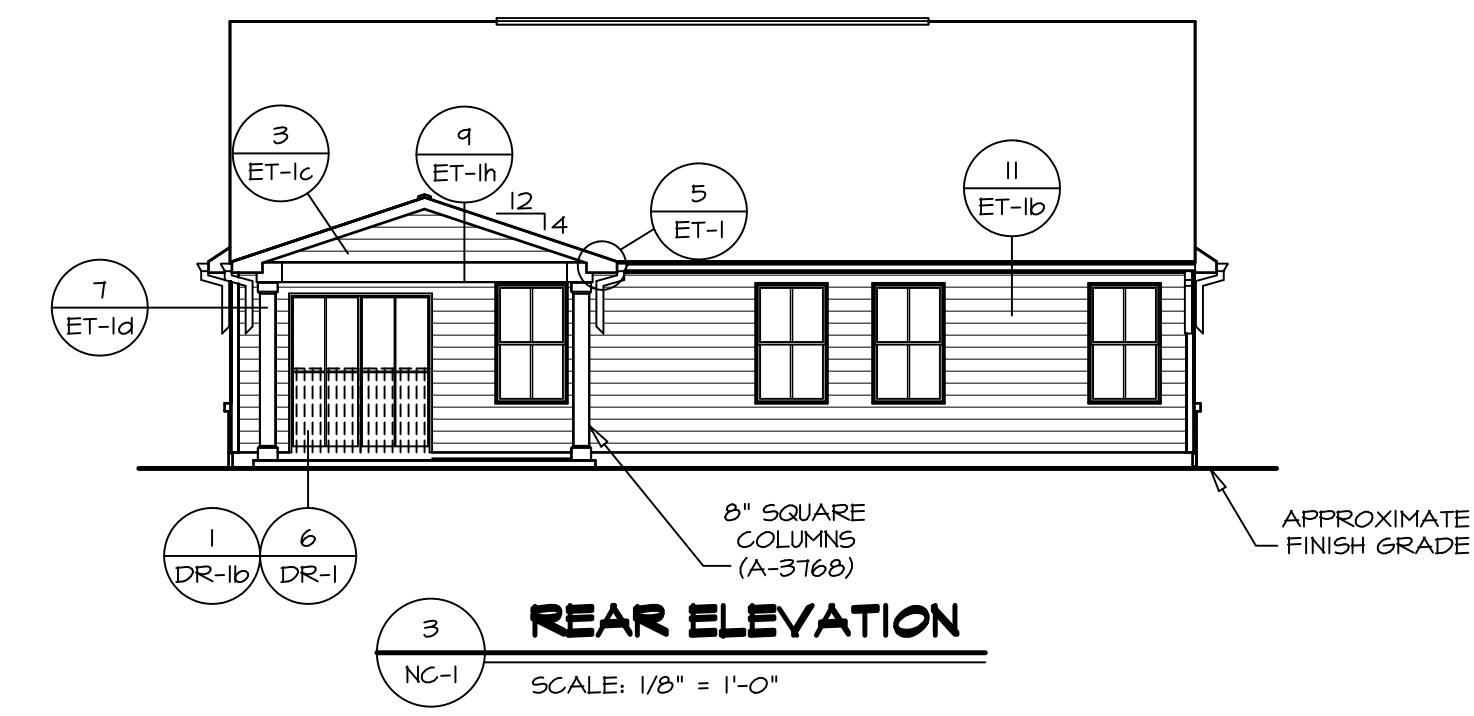 3
ET-1c
9
ET-1h
12
4
5
ET-1
11
ET-1b
7
ET-1d
1
DR-1b
6
DR-1
8" SQUARE
COLUMNS
(A-3768)
APPROXIMATE
FINISH GRADE
3
NC-1
REAR ELEVATION
SCALE: 1/8" = 1'-0"